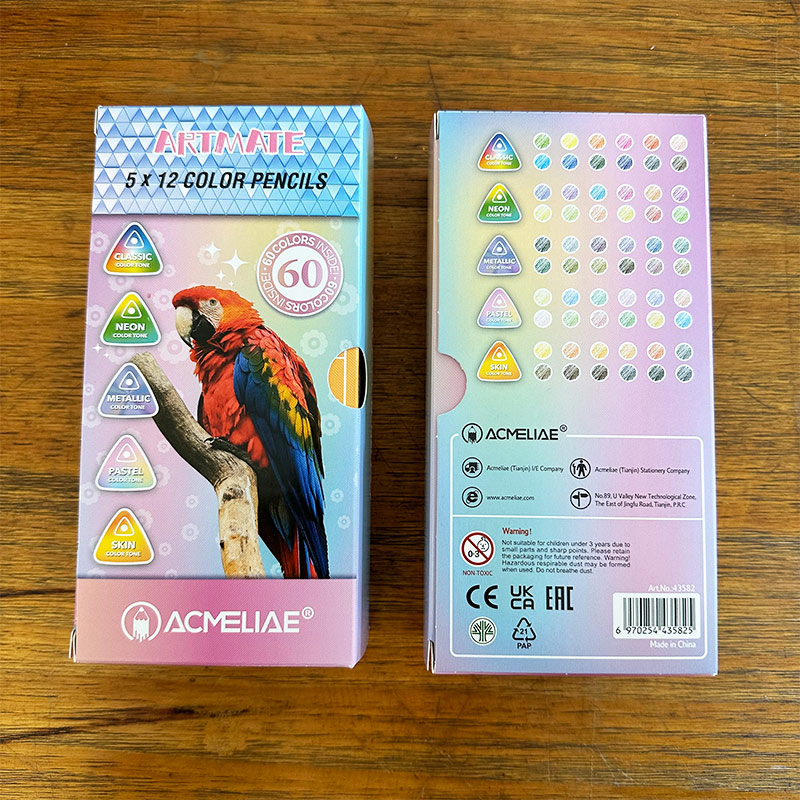 ARTMATE
5 x 12 COLOR PENCILS
60 COLORS INSIDE! · 60 COLORS INSIDE! ·
60
CLASSIC
COLOR TONE
NEON
COLOR TONE
METALLIC
COLOR TONE
PASTEL
COLOR TONE
SKIN
COLOR TONE
ACMELIAE®
CLASSIC
COLOR TONE
NEON
COLOR TONE
METALLIC
COLOR TONE
PASTEL
COLOR TONE
SKIN
COLOR TONE
ACMELIAE®
Acmeliae (Tianjin) I/E Company
Acmeliae (Tianjin) Stationery Company
www.acmeliae.com
No.89, U Valley New Technological Zone,
The East of Jingfu Road, Tianjin, P.R.C
0-3
NON-TOXIC
Warning!
Not suitable for children under 3 years due to
small parts and sharp points. Please retain
the packaging for future reference. Warning!
Hazardous respirable dust may be formed
when used. Do not breathe dust.
CE UK
CA EAC
21
PAP
Art.No.:43582
6 970254 435825
Made in China